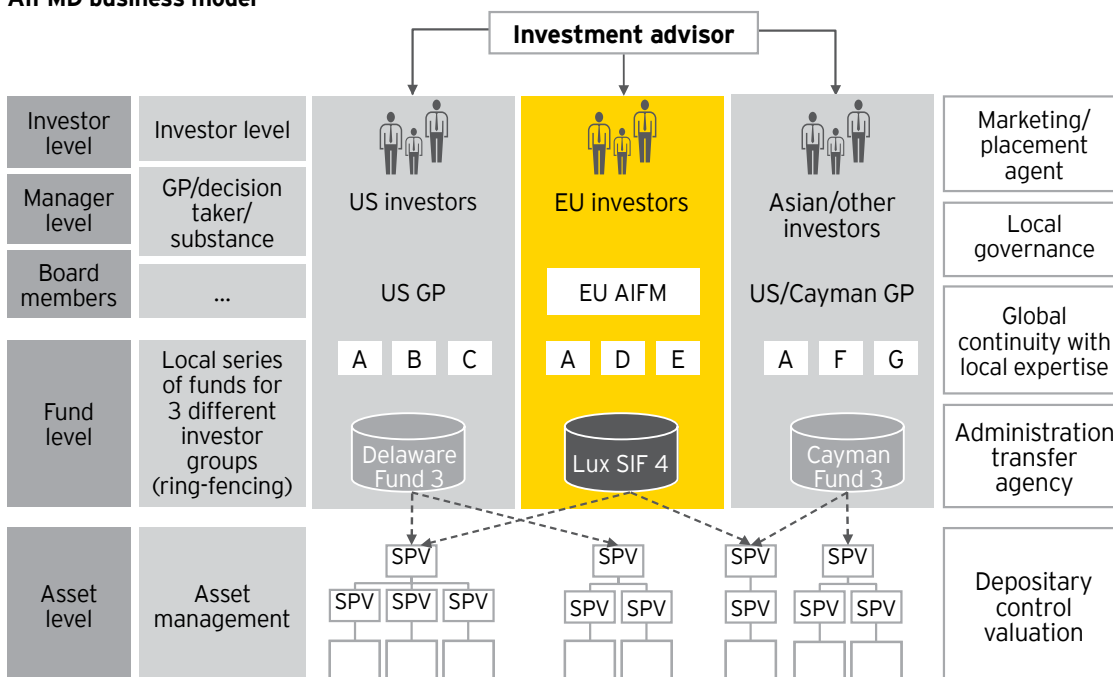 AIFMD business model
Investment advisor
Investor
level
Investor level
US investors
EU investors
Asian/other
investors
Marketing/
placement
agent
Manager
level
GP/decision
taker/
substance
Local
governance
Board
members
...
US GP
EU AIFM
US/Cayman GP
Global
continuity with
local expertise
Fund
level
Local series
of funds for
3 different
investor
groups
(ring-fencing)
A B C
A D E
A F G
Delaware
Fund 3
Lux SIF 4
Cayman
Fund 3
Administration
transfer
agency
Asset
level
Asset
management
SPV
SPV
SPV
SPV
SPV SPV SPV
SPV SPV
SPV
SPV SPV
Depositary
control
valuation